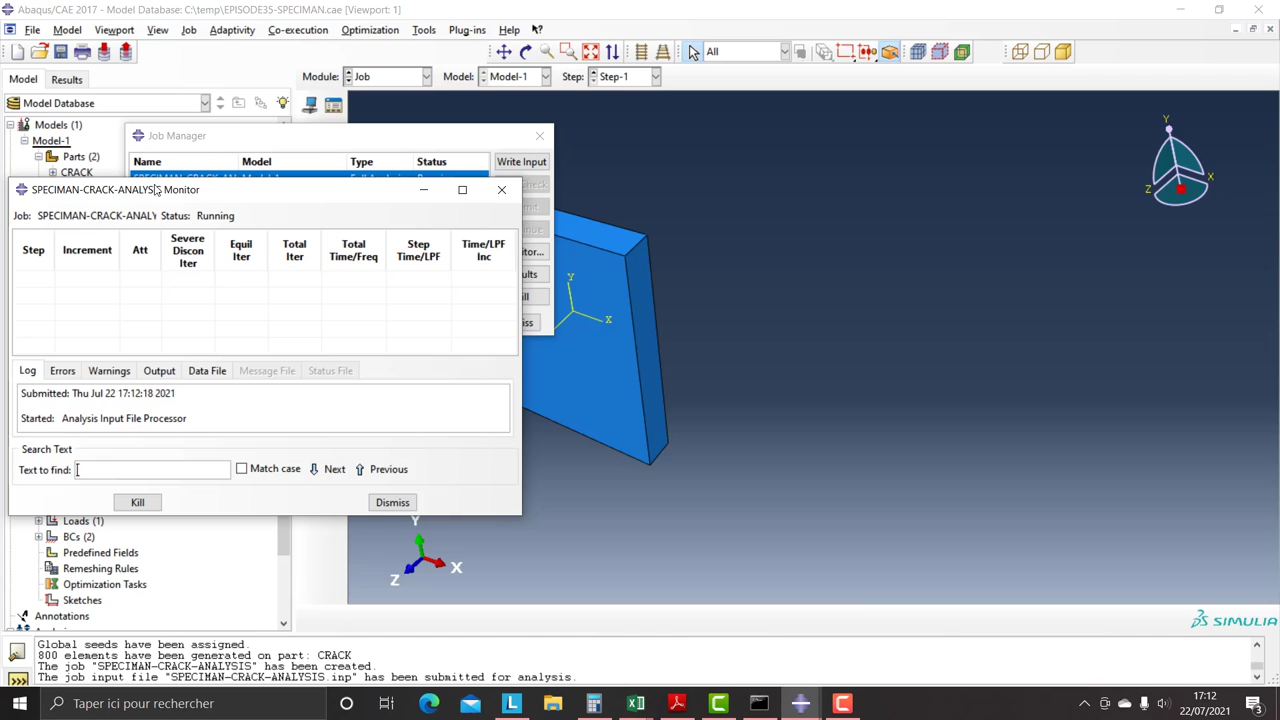 Abaqus/CAE 2017 - Model Database: C:\temp\EPISODE35-SPECIMAN.cae [Viewport: 1]
File Model Viewport View Job Adaptivity Co-execution Optimization Tools Plug-ins Help
All
Model Results Module: Job Model: Model-1 Step: Step-1
Model Database
Models (1)
Model-1
Parts (2)
CRACK
Job Manager
Name Model Type Status
Write Input
SPECIMAN-CRACK-ANALYSIS Monitor
Job: SPECIMAN-CRACK-ANALY Status: Running
Step Increment Att Severe Discon Iter Equil Iter Total Iter Total Time/Freq Step Time/LPF Time/LPF Inc
Log Errors Warnings Output Data File Message File Status File
Submitted: Thu Jul 22 17:12:18 2021
Started: Analysis Input File Processor
Search Text
Text to find: Match case Next Previous
Kill Dismiss
Loads (1)
BCs (2)
Predefined Fields
Remeshing Rules
Optimization Tasks
Sketches
Annotations
Y
X
Z
Y
X
Y
X
Z
SIMULIA
Global seeds have been assigned.
800 elements have been generated on part: CRACK
The job "SPECIMAN-CRACK-ANALYSIS" has been created.
The job input file "SPECIMAN-CRACK-ANALYSIS.inp" has been submitted for analysis.
Taper ici pour rechercher
17:12
22/07/2021